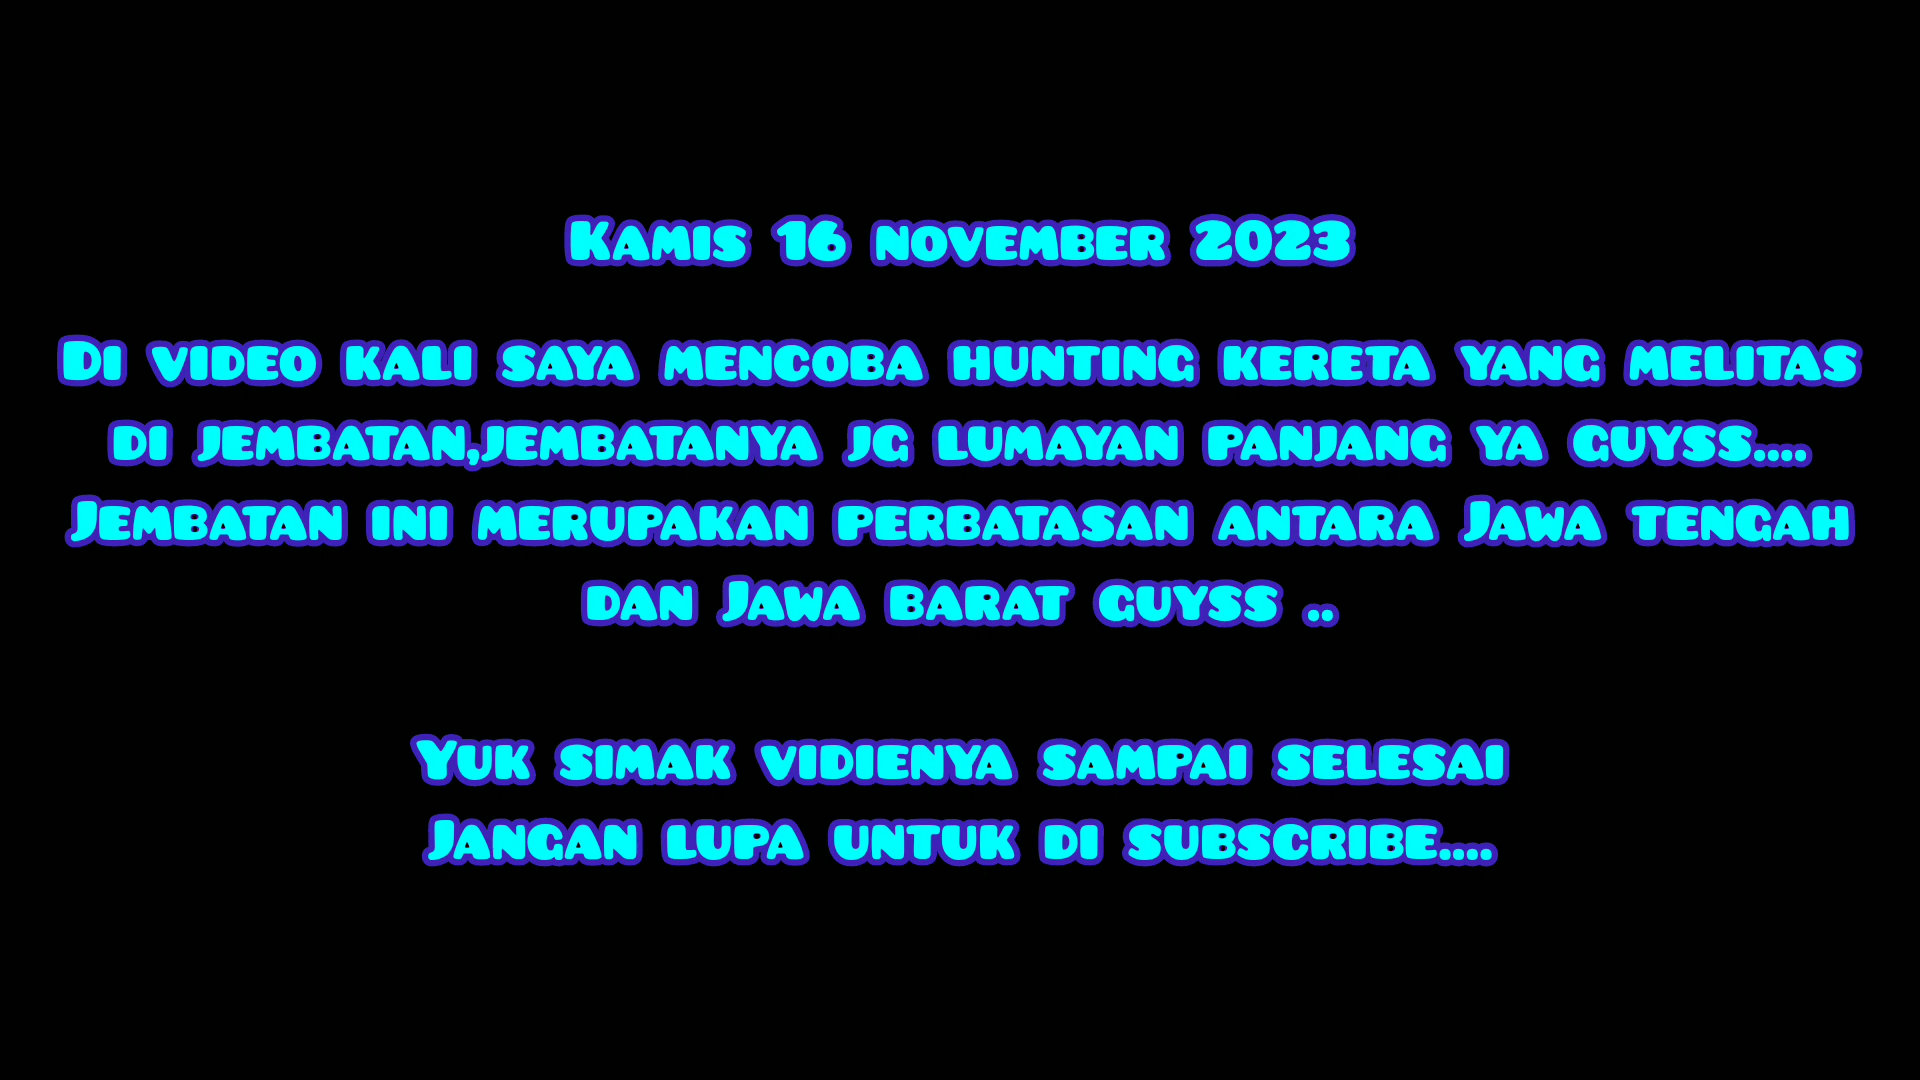 Kamis 16 november 2023
Di video kali saya mencoba hunting kereta yang melitas
di jembatan,jembatanya jg lumayan panjang ya guyss....
Jembatan ini merupakan perbatasan antara Jawa tengah
dan Jawa barat guyss ..
Yuk simak vidienya sampai selesai
Jangan lupa untuk di subscribe....